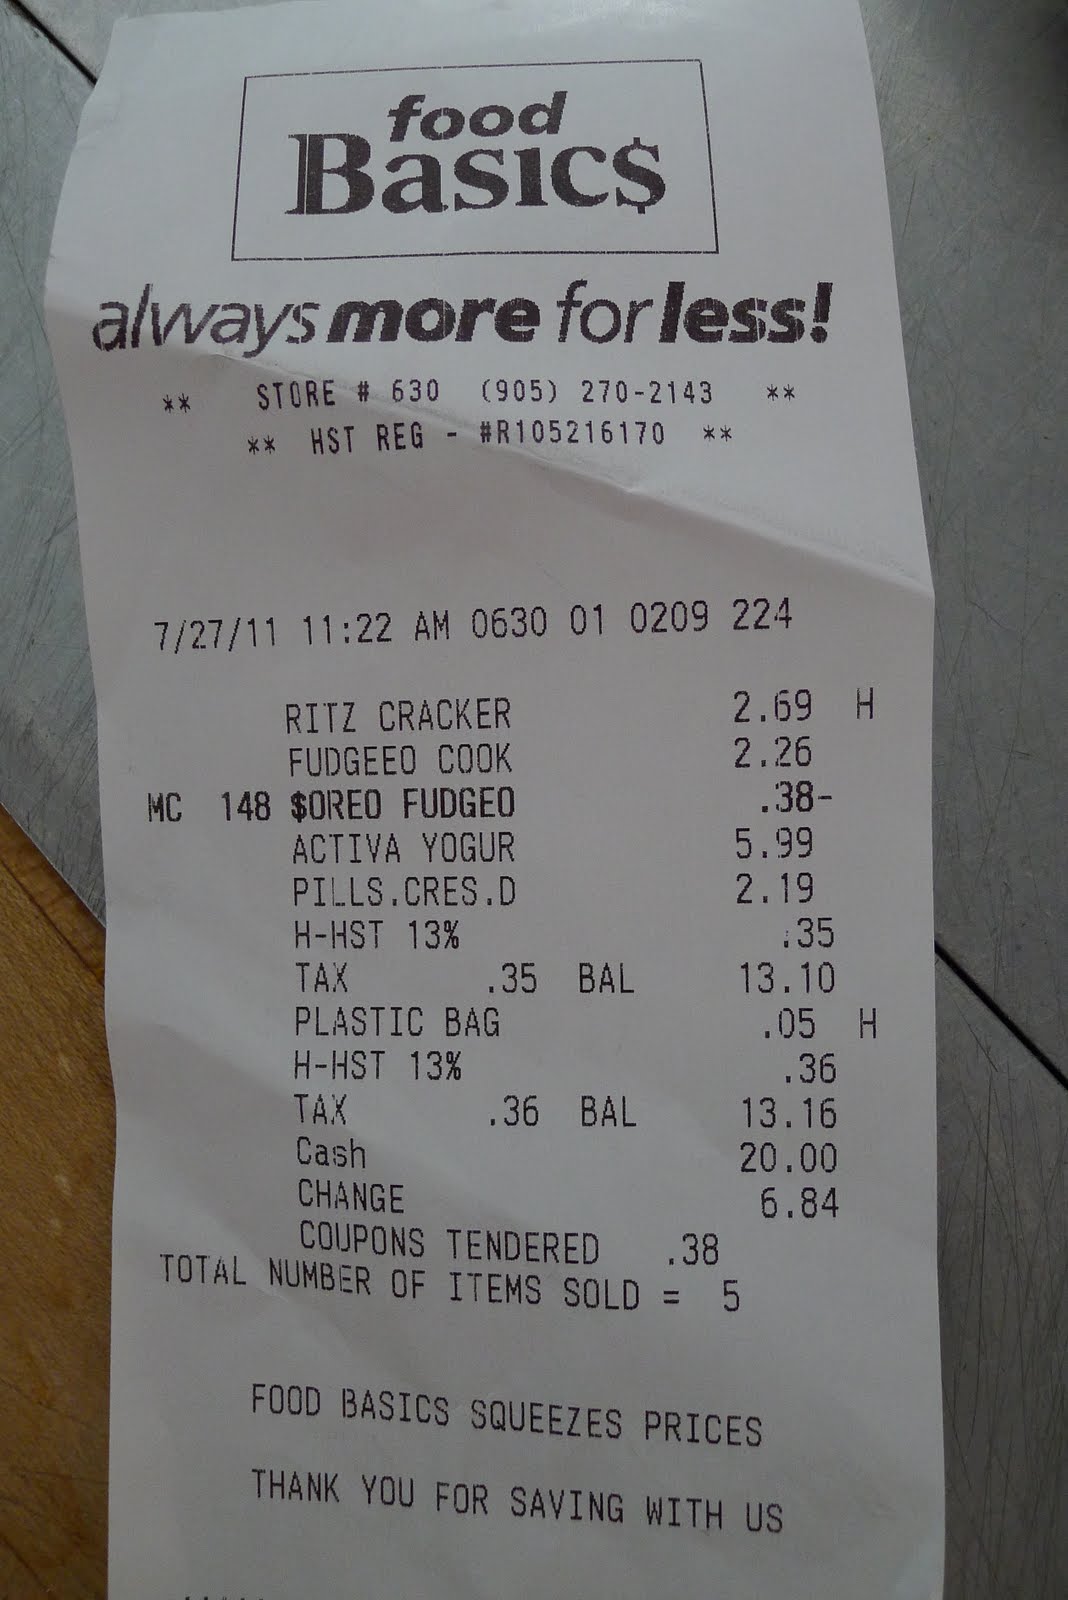 food
Basic$
always more for less!
** STORE # 630 (905) 270-2143 **
** HST REG - #R105216170 **
7/27/11 11:22 AM 0630 01 0209 224
RITZ CRACKER 2.69 H
FUDGEEO COOK 2.26
MC 148 $OREO FUDGEO .38-
ACTIVA YOGUR 5.99
PILLS.CRES.D 2.19
H-HST 13% .35
TAX .35 BAL 13.10
PLASTIC BAG .05 H
H-HST 13% .36
TAX .36 BAL 13.16
Cash 20.00
CHANGE 6.84
COUPONS TENDERED .38
TOTAL NUMBER OF ITEMS SOLD = 5
FOOD BASICS SQUEEZES PRICES
THANK YOU FOR SAVING WITH US